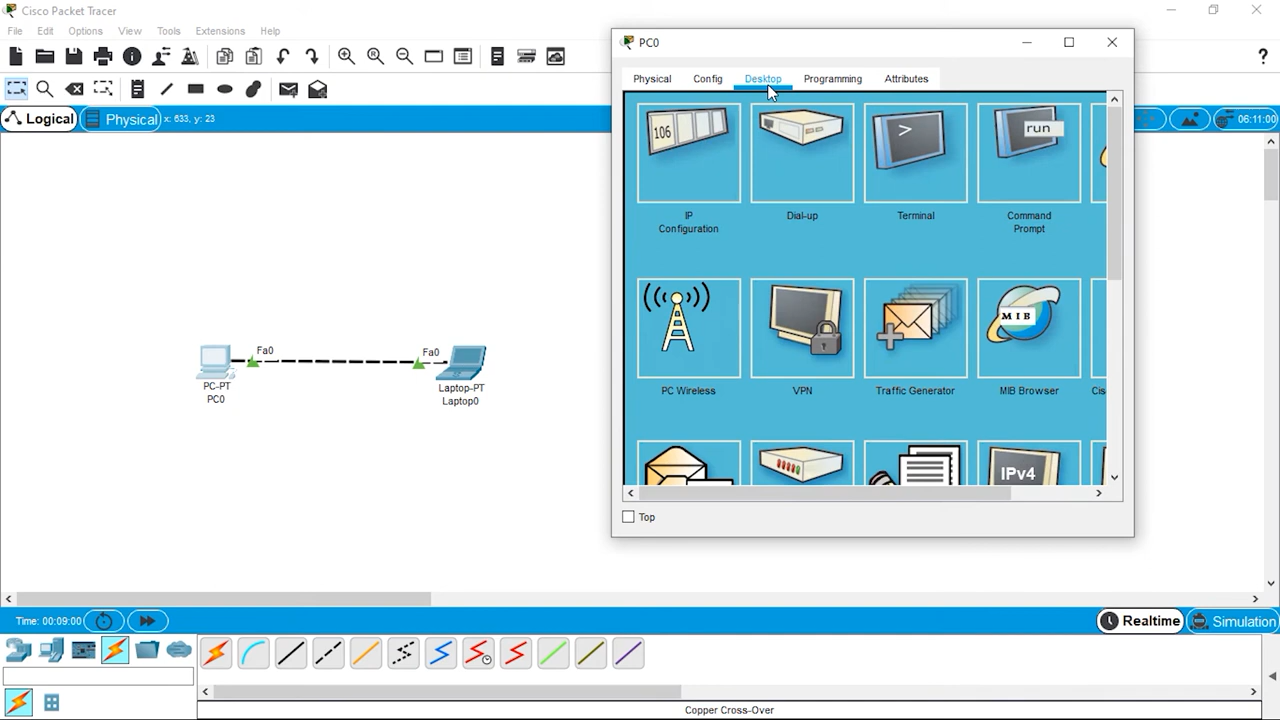 Cisco Packet Tracer
File Edit Options View Tools Extensions Help
Logical
Physical
x: 633, y: 23
06:11:00
PC0
Physical Config Desktop Programming Attributes
106
>
run
IP
Configuration
Dial-up
Terminal
Command
Prompt
MIB
PC Wireless
VPN
Traffic Generator
MIB Browser
Cis
IPv4
Top
Fa0
Fa0
PC-PT
PC0
Laptop-PT
Laptop0
Time: 00:09:00
Realtime
Simulation
Copper Cross-Over